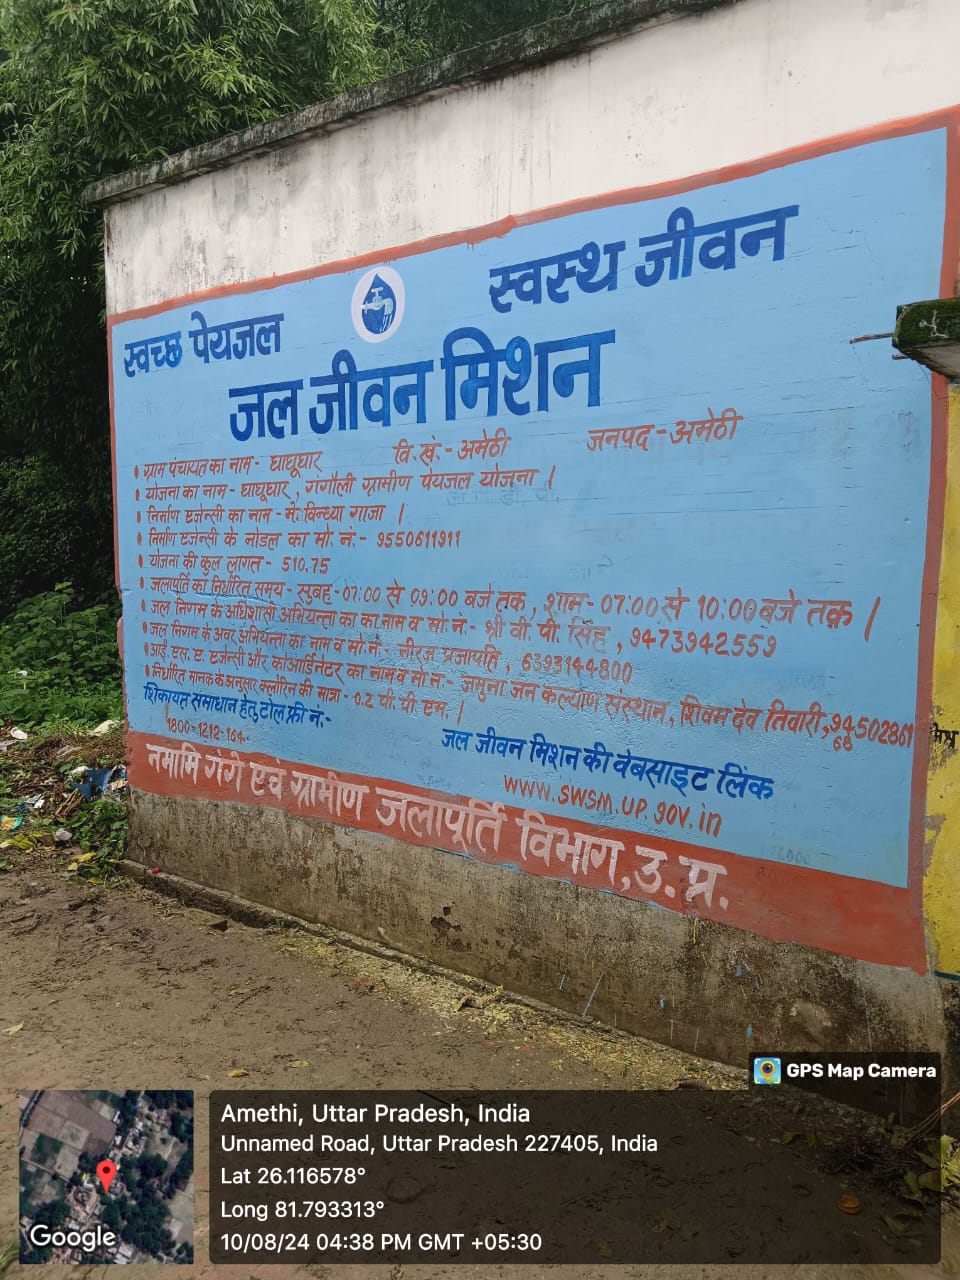 स्वच्छ पेयजल
स्वस्थ जीवन
जल जीवन मिशन
• ग्राम पंचायत का नाम - घाघूघार वि.खं.- अमेठी जनपद - अमेठी
• योजना का नाम - घाघूघार, गंगौली ग्रामीण पेयजल योजना |
• निर्माण एजेन्सी का नाम - मे. विन्ध्या गाजा |
• निर्माण एजेन्सी के नोडल का मो. नं.- 9550611911
• योजना की कुल लागत - 510.75
• जलापूर्ति का निर्धारित समय - सुबह - 07:00 से 09:00 बजे तक, शाम - 07:00 से 10:00 बजे तक |
• जल निगम के अधिशासी अभियन्ता का का नाम व मो. नं.- श्री वी. पी. सिंह, 9473942559
• जल निगम के अवर अभियन्ता का नाम व मो नं.- नीरज प्रजापति, 6393144800
• आई. एस. ए. एजेन्सी और कोआर्डिनेटर का नाम व मो नं.- जमुना जन कल्याण संस्थान, शिवम देव तिवारी, 94502861
68
• निर्धारित मानक के अनुसार क्लोरिन की मात्रा - 0.2 पी. पी. एम. |
शिकायत समाधान हेतु टोल फ्री नं:-
1800-1212-164
जल जीवन मिशन की वेबसाइट लिंक
www.swsm.up.gov.in
नमामि गंगे एवं ग्रामीण जलापूर्ति विभाग, उ.प्र.
GPS Map Camera
Amethi, Uttar Pradesh, India
Unnamed Road, Uttar Pradesh 227405, India
Lat 26.116578°
Long 81.793313°
10/08/24 04:38 PM GMT +05:30
Google